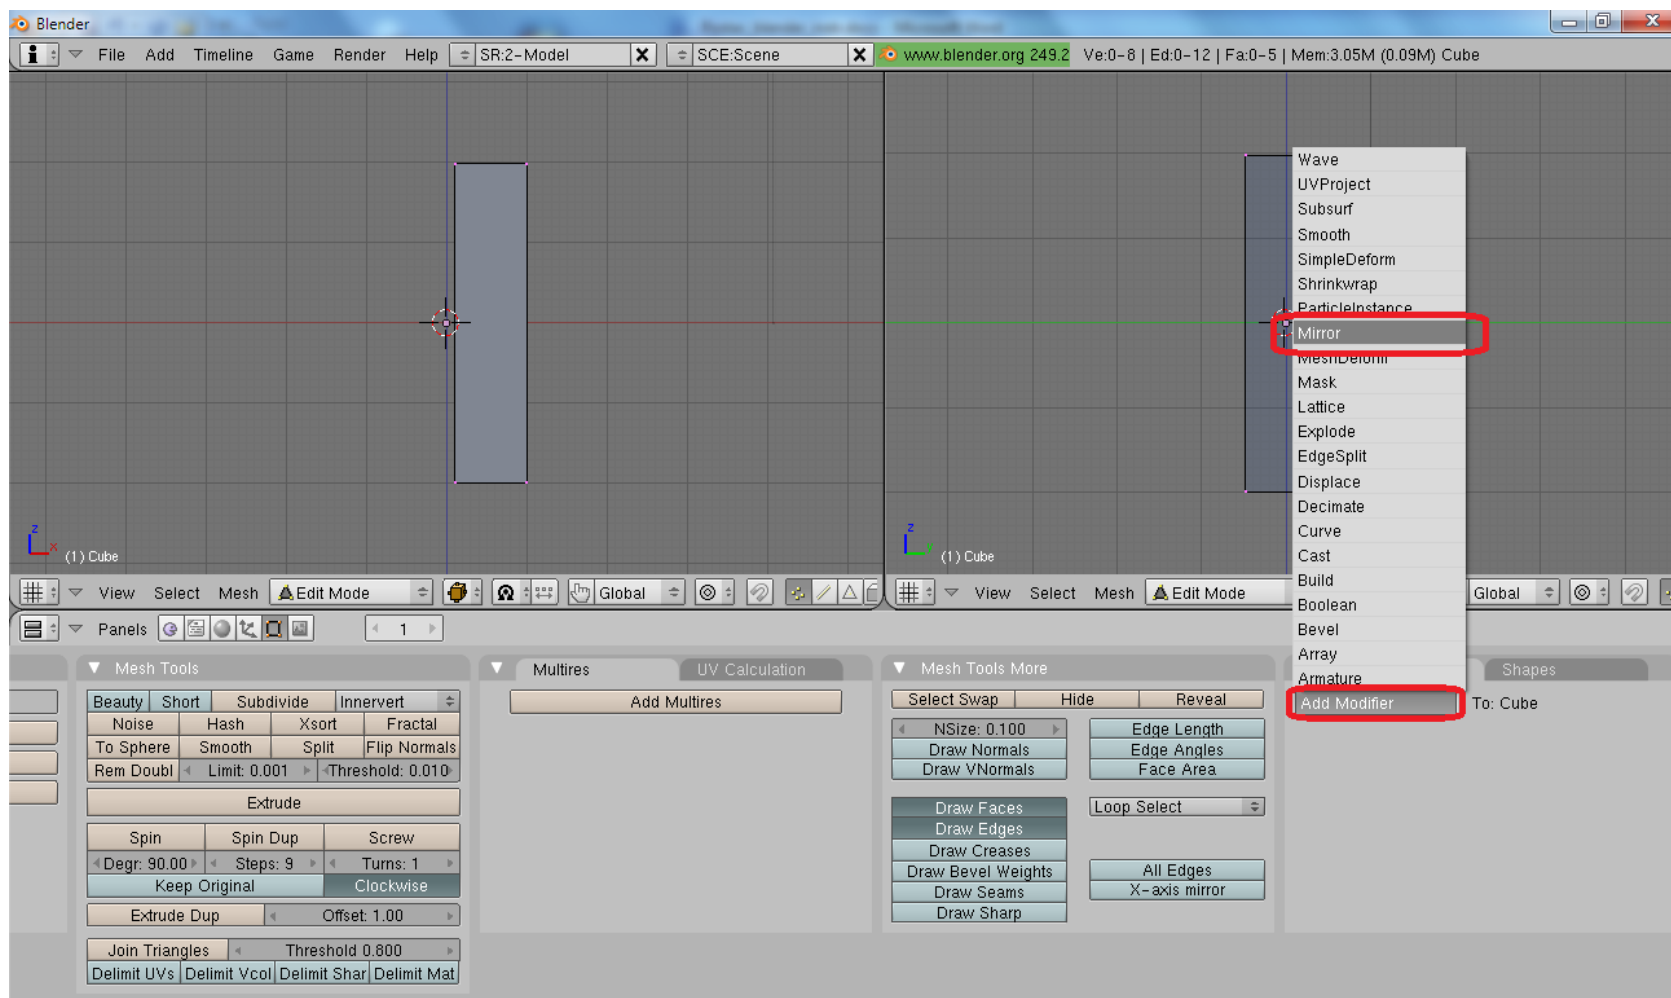 Blender
File Add Timeline Game Render Help SR:2-Model X SCE:Scene X www.blender.org 249.2 Ve:0-8 | Ed:0-12 | Fa:0-5 | Mem:3.05M (0.09M) Cube
Wave
UVProject
Subsurf
Smooth
SimpleDeform
Shrinkwrap
ParticleInstance
Mirror
MeshDeform
Mask
Lattice
Explode
EdgeSplit
Displace
Decimate
Curve
Cast
Build
Boolean
Bevel
Array
Armature
Add Modifier To: Cube
z
x
(1) Cube
z
y
(1) Cube
View Select Mesh Edit Mode Global
View Select Mesh Edit Mode Global
Panels 1
Mesh Tools
Beauty Short Subdivide Innervert
Noise Hash Xsort Fractal
To Sphere Smooth Split Flip Normals
Rem Doubl Limit: 0.001 Threshold: 0.010
Extrude
Spin Spin Dup Screw
Degr: 90.00 Steps: 9 Turns: 1
Keep Original Clockwise
Extrude Dup Offset: 1.00
Join Triangles Threshold 0.800
Delimit UVs Delimit Vcol Delimit Shar Delimit Mat
Multires UV Calculation
Add Multires
Mesh Tools More
Select Swap Hide Reveal
NSize: 0.100
Draw Normals
Draw VNormals
Edge Length
Edge Angles
Face Area
Draw Faces
Draw Edges
Draw Creases
Draw Bevel Weights
Draw Seams
Draw Sharp
Loop Select
All Edges
X-axis mirror
Shapes